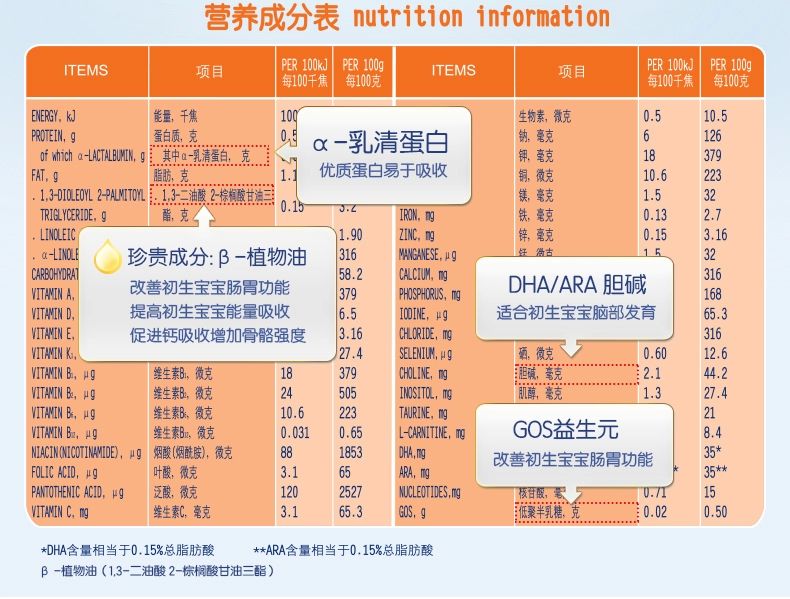 营养成分表 nutrition information
ITEMS 项目 PER 100kJ 每100千焦 PER 100g 每100克 ITEMS 项目 PER 100kJ 每100千焦 PER 100g 每100克
ENERGY, kJ 能量, 千焦 100 生物素, 微克 0.5 10.5
PROTEIN, g 蛋白质, 克 钠, 毫克 6 126
of which α-LACTALBUMIN, g 其中α-乳清蛋白, 克 钾, 毫克 18 379
FAT, g 脂肪, 克 铜, 微克 10.6 223
. 1,3-DIOLEOYL 2-PALMITOYL . 1,3-二油酸 2-棕榈酸甘油三 镁, 毫克 1.5 32
TRIGLYCERIDE, g 酯, 克 0.15 3.2 IRON, mg 铁, 毫克 0.13 2.7
. LINOLEIC 1.90 ZINC, mg 锌, 毫克 0.15 3.16
. α-LINOLE 316 MANGANESE, μg 锰, 微克 1.5 32
CARBOHYDRAT 58.2 CALCIUM, mg 316
VITAMIN A, 379 PHOSPHORUS, mg 168
VITAMIN D, 6.5 IODINE, μg 65.3
VITAMIN E, 3.16 CHLORIDE, mg 316
VITAMIN K₁, 27.4 SELENIUM, μg 硒, 微克 0.60 12.6
VITAMIN B₁, μg 维生素B₁, 微克 18 379 CHOLINE, mg 胆碱, 毫克 2.1 44.2
VITAMIN B₂, μg 维生素B₂, 微克 24 505 INOSITOL, mg 肌醇, 毫克 1.3 27.4
VITAMIN B₆, μg 维生素B₆, 微克 10.6 223 TAURINE, mg 21
VITAMIN B₁₂, μg 维生素B₁₂, 微克 0.031 0.65 L-CARNITINE, mg 8.4
NIACIN(NICOTINAMIDE), μg 烟酸(烟酰胺), 微克 88 1853 DHA,mg 35*
FOLIC ACID, μg 叶酸, 微克 3.1 65 ARA, mg * 35**
PANTOTHENIC ACID, μg 泛酸, 微克 120 2527 NUCLEOTIDES,mg 核苷酸, 毫 0.71 15
VITAMIN C, mg 维生素C, 毫克 3.1 65.3 GOS, g 低聚半乳糖, 克 0.02 0.50
α-乳清蛋白
优质蛋白易于吸收
珍贵成分:β-植物油
改善初生宝宝肠胃功能
提高初生宝宝能量吸收
促进钙吸收增加骨骼强度
DHA/ARA 胆碱
适合初生宝宝脑部发育
GOS益生元
改善初生宝宝肠胃功能
*DHA含量相当于0.15%总脂肪酸 **ARA含量相当于0.15%总脂肪酸
β -植物油（1,3-二油酸 2-棕榈酸甘油三酯）